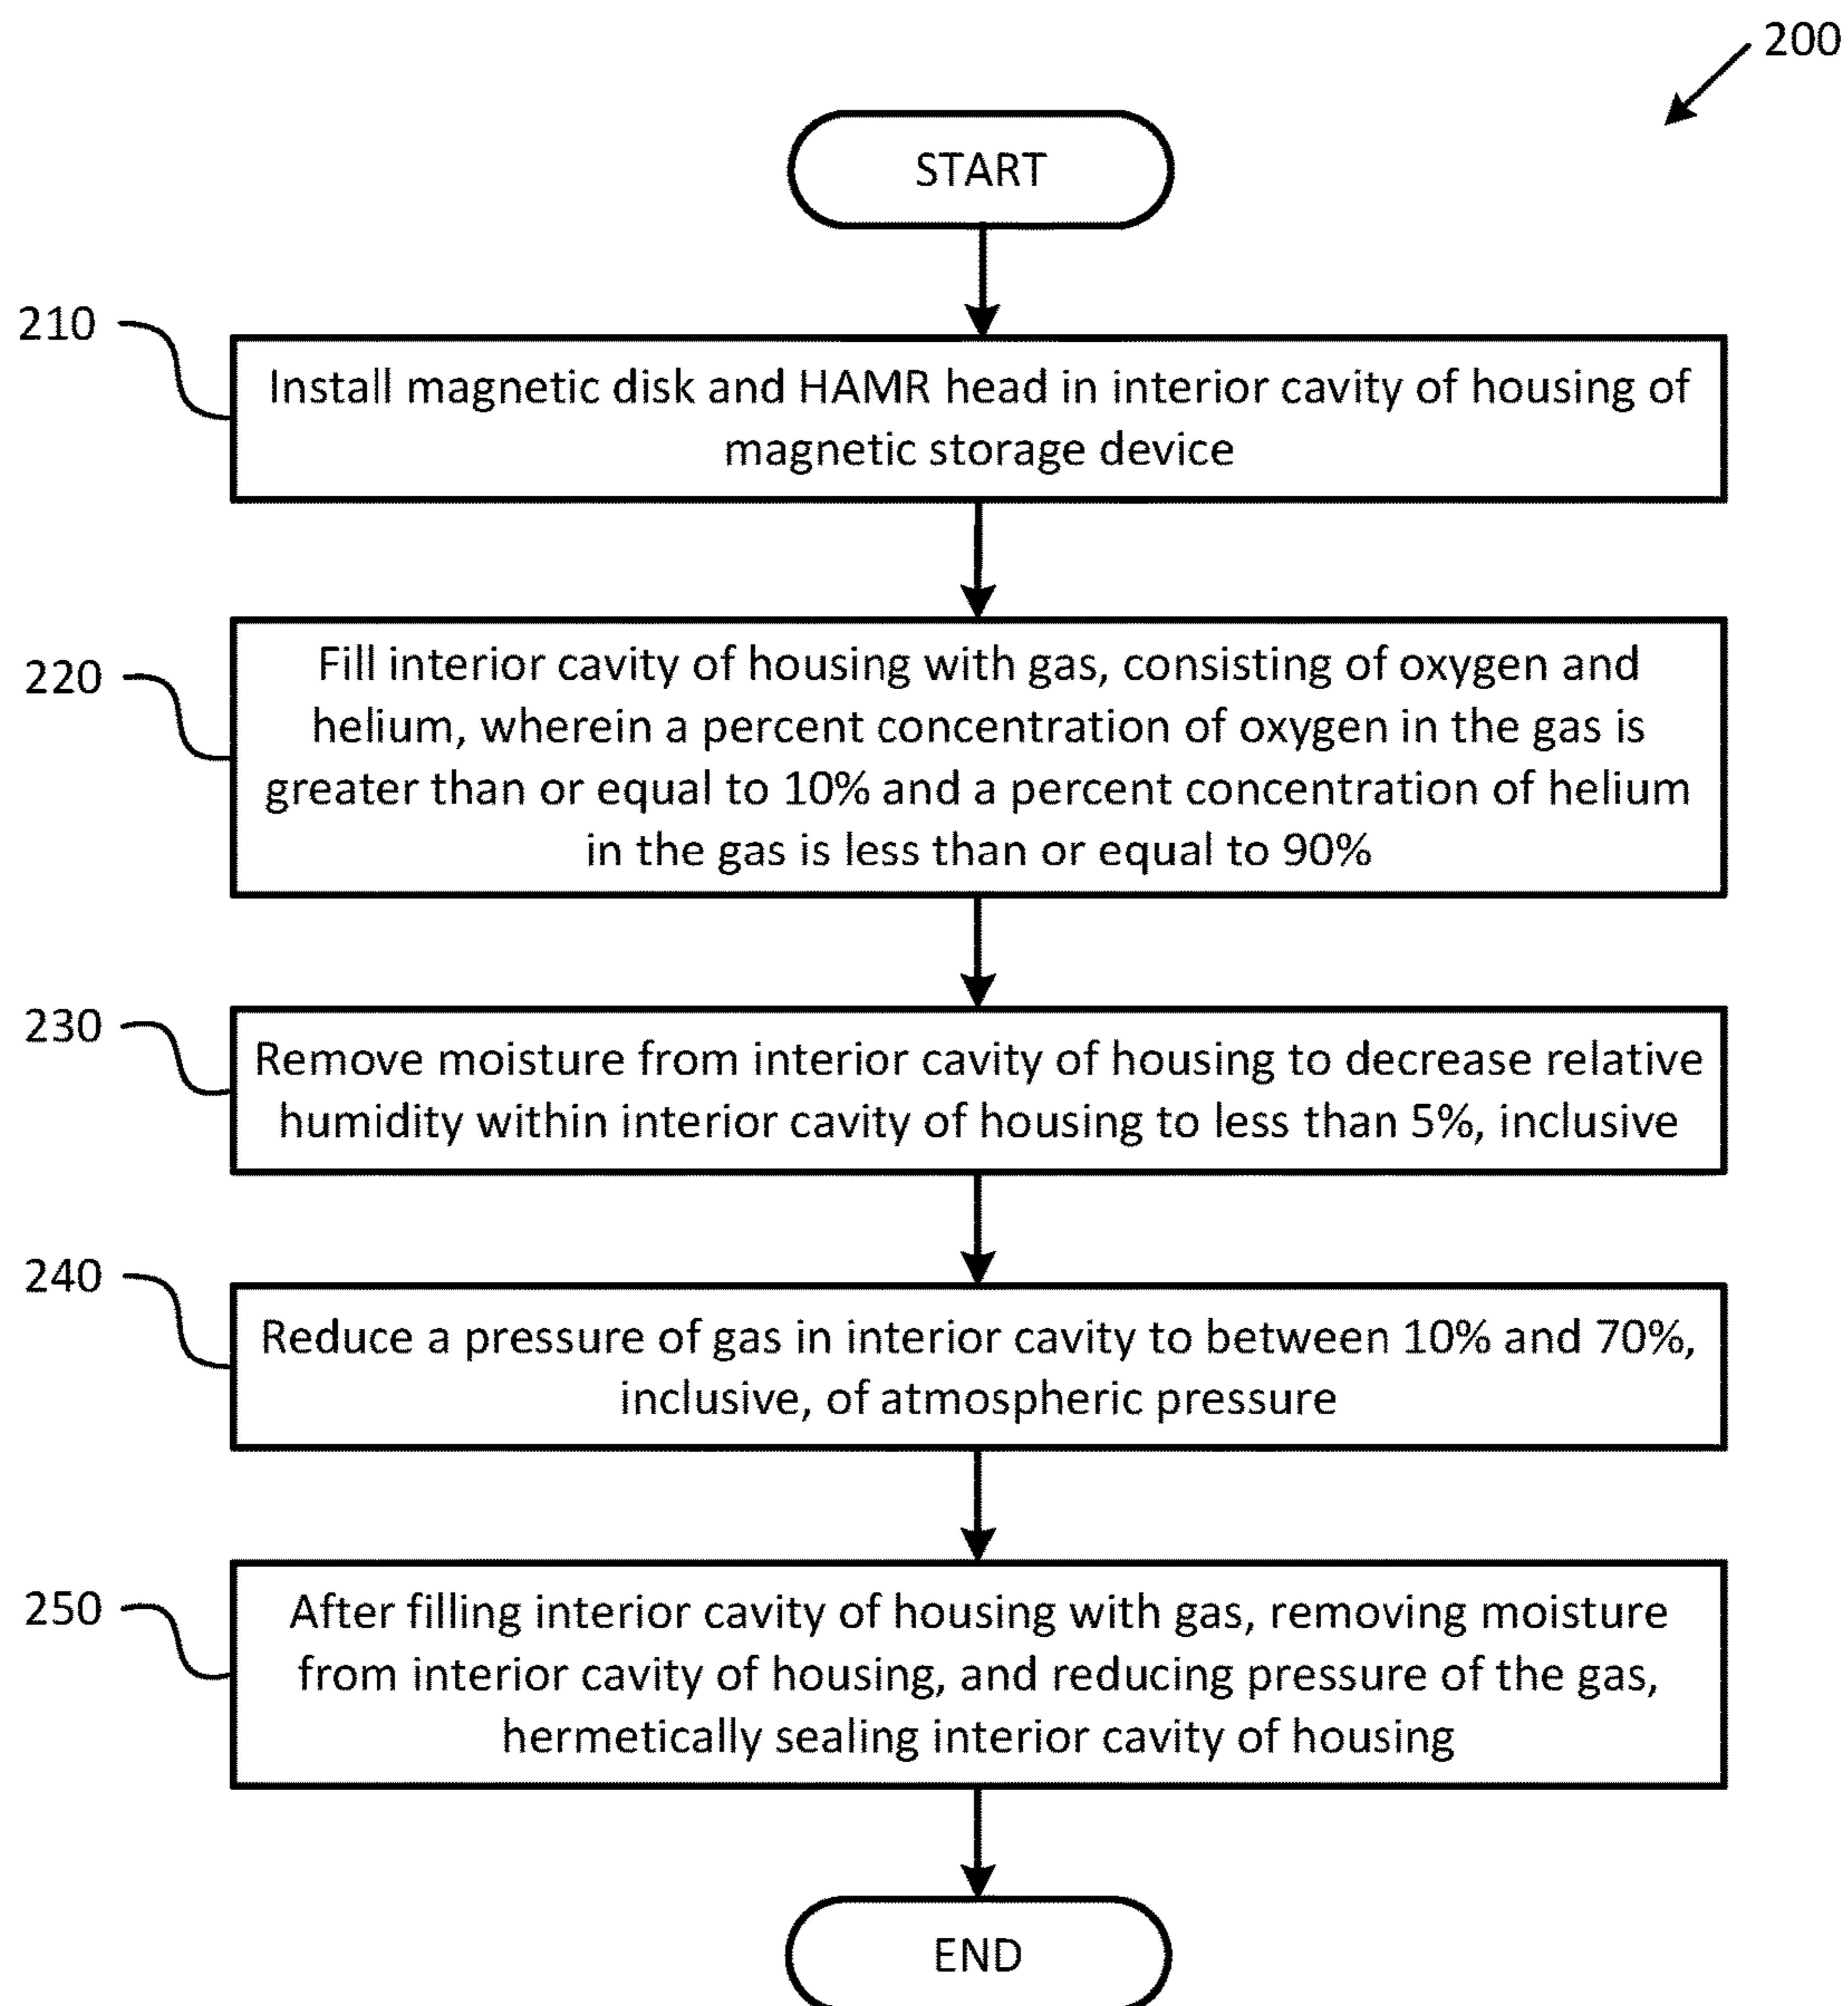 200
START
210
Install magnetic disk and HAMR head in interior cavity of housing of
magnetic storage device
220
Fill interior cavity of housing with gas, consisting of oxygen and
helium, wherein a percent concentration of oxygen in the gas is
greater than or equal to 10% and a percent concentration of helium
in the gas is less than or equal to 90%
230
Remove moisture from interior cavity of housing to decrease relative
humidity within interior cavity of housing to less than 5%, inclusive
240
Reduce a pressure of gas in interior cavity to between 10% and 70%,
inclusive, of atmospheric pressure
250
After filling interior cavity of housing with gas, removing moisture
from interior cavity of housing, and reducing pressure of the gas,
hermetically sealing interior cavity of housing
END